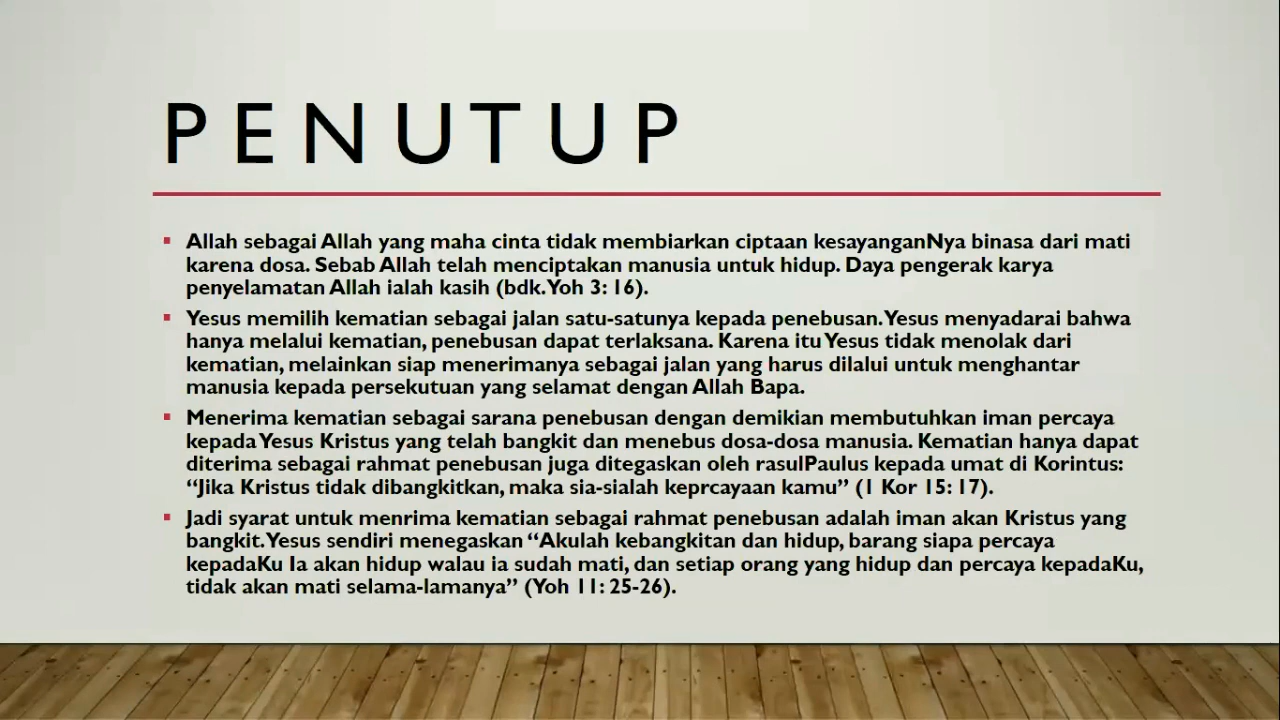 PENUTUP
▪ Allah sebagai Allah yang maha cinta tidak membiarkan ciptaan kesayanganNya binasa dari mati
karena dosa. Sebab Allah telah menciptakan manusia untuk hidup. Daya pengerak karya
penyelamatan Allah ialah kasih (bdk. Yoh 3: 16).
▪ Yesus memilih kematian sebagai jalan satu-satunya kepada penebusan. Yesus menyadarai bahwa
hanya melalui kematian, penebusan dapat terlaksana. Karena itu Yesus tidak menolak dari
kematian, melainkan siap menerimanya sebagai jalan yang harus dilalui untuk menghantar
manusia kepada persekutuan yang selamat dengan Allah Bapa.
▪ Menerima kematian sebagai sarana penebusan dengan demikian membutuhkan iman percaya
kepada Yesus Kristus yang telah bangkit dan menebus dosa-dosa manusia. Kematian hanya dapat
diterima sebagai rahmat penebusan juga ditegaskan oleh rasulPaulus kepada umat di Korintus:
“Jika Kristus tidak dibangkitkan, maka sia-sialah keprcayaan kamu” (1 Kor 15: 17).
▪ Jadi syarat untuk menrima kematian sebagai rahmat penebusan adalah iman akan Kristus yang
bangkit. Yesus sendiri menegaskan “Akulah kebangkitan dan hidup, barang siapa percaya
kepadaKu Ia akan hidup walau ia sudah mati, dan setiap orang yang hidup dan percaya kepadaKu,
tidak akan mati selama-lamanya” (Yoh 11: 25-26).